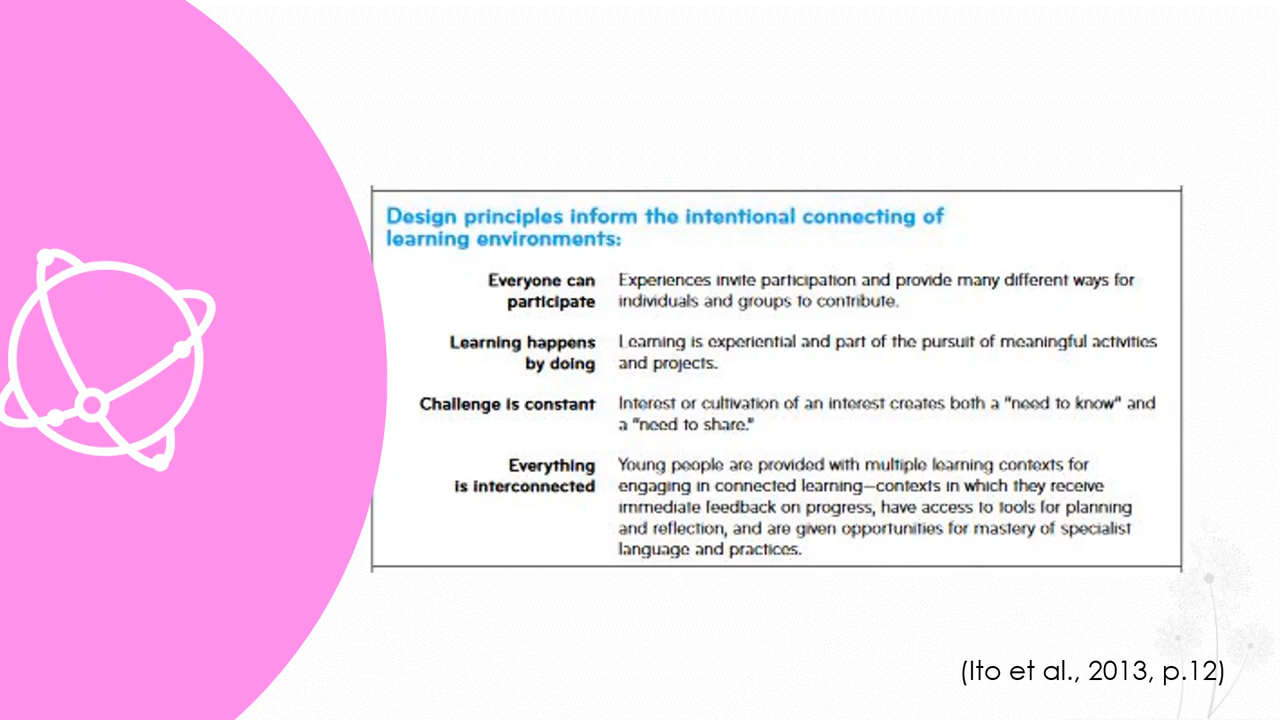 Design principles inform the intentional connecting of
learning environments:
Everyone can
participate
Experiences invite participation and provide many different ways for
individuals and groups to contribute.
Learning happens
by doing
Learning is experiential and part of the pursuit of meaningful activities
and projects.
Challenge is constant
Interest or cultivation of an interest creates both a "need to know" and
a "need to share."
Everything
is interconnected
Young people are provided with multiple learning contexts for
engaging in connected learning—contexts in which they receive
immediate feedback on progress, have access to tools for planning
and reflection, and are given opportunities for mastery of specialist
language and practices.
(Ito et al., 2013, p.12)